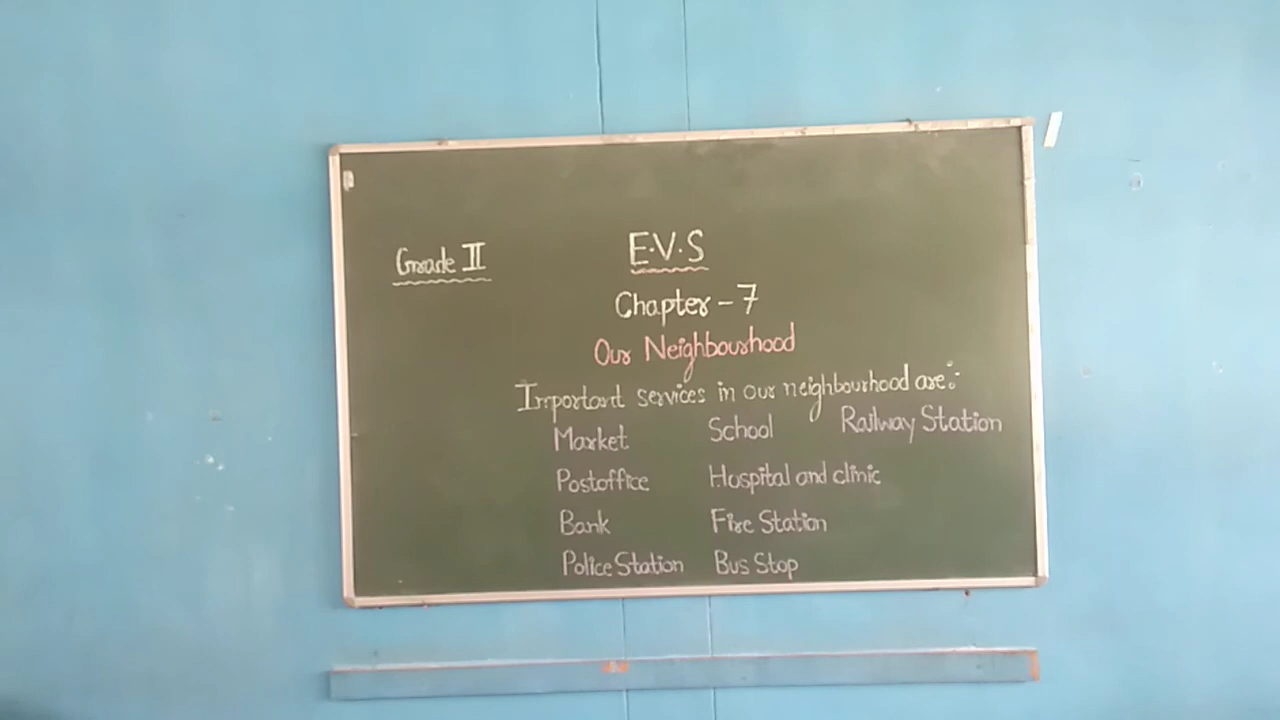 Grade II
E.V.S
Chapter - 7
Our Neighbourhood
Important services in our neighbourhood are:-
Market School Railway Station
Postoffice Hospital and clinic
Bank Fire Station
Police Station Bus Stop